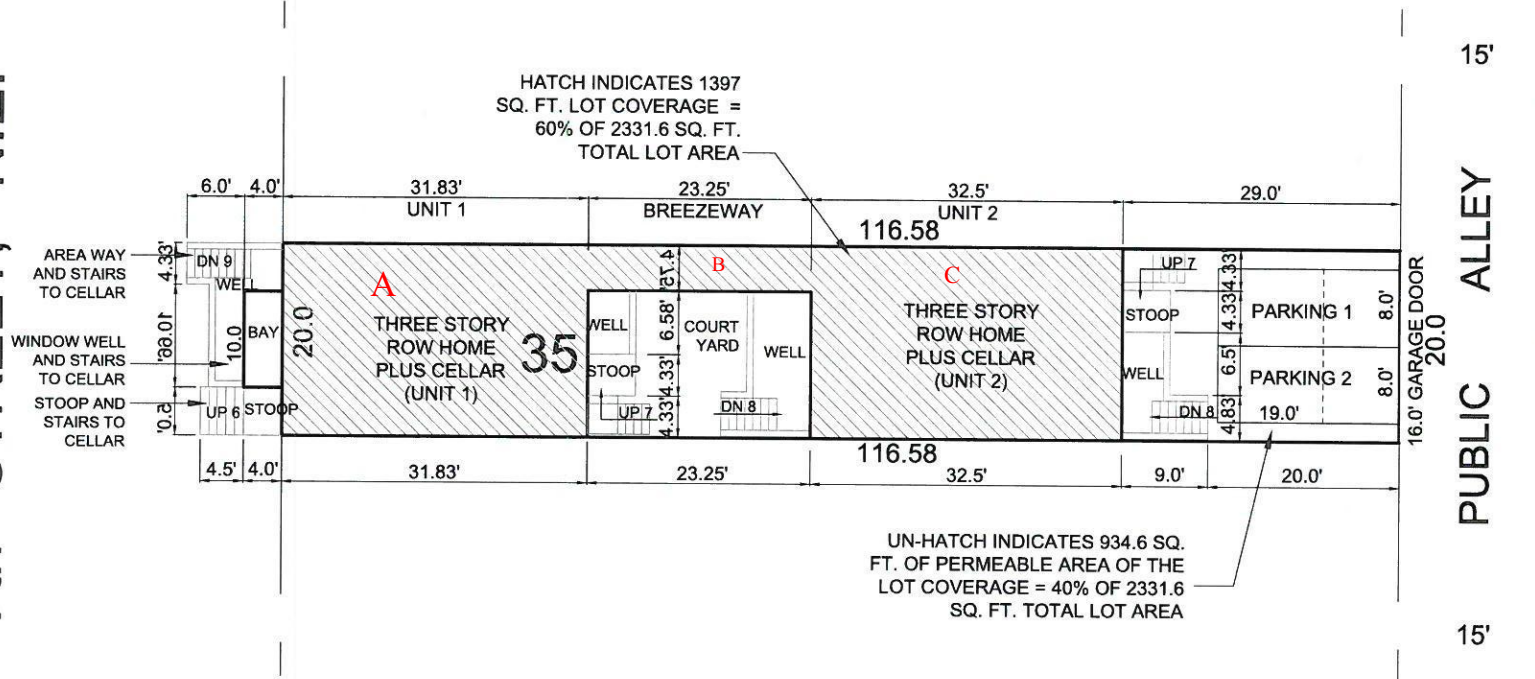 15'
HATCH INDICATES 1397
SQ. FT. LOT COVERAGE =
60% OF 2331.6 SQ. FT.
TOTAL LOT AREA
6.0' 4.0' 31.83' 23.25' 32.5' 29.0'
UNIT 1 BREEZEWAY UNIT 2
116.58
AREA WAY
AND STAIRS
TO CELLAR
4.33'
DN 9
WELL
WINDOW WELL
AND STAIRS
TO CELLAR
10.66'
10.0
BAY
STOOP AND
STAIRS TO
CELLAR
5.0'
UP 6 STOOP
20.0
A
THREE STORY
ROW HOME
PLUS CELLAR
(UNIT 1)
35
4.75'
B
6.58'
4.33'
4.33'
WELL
STOOP
UP 7
COURT
YARD
WELL
DN 8
C
THREE STORY
ROW HOME
PLUS CELLAR
(UNIT 2)
UP 7
STOOP
WELL
DN 8
4.33'
4.33'
6.5'
4.83'
PARKING 1
PARKING 2
19.0'
8.0'
8.0'
16.0' GARAGE DOOR
20.0
PUBLIC ALLEY
116.58
4.5' 4.0' 31.83' 23.25' 32.5' 9.0' 20.0'
UN-HATCH INDICATES 934.6 SQ.
FT. OF PERMEABLE AREA OF THE
LOT COVERAGE = 40% OF 2331.6
SQ. FT. TOTAL LOT AREA
15'